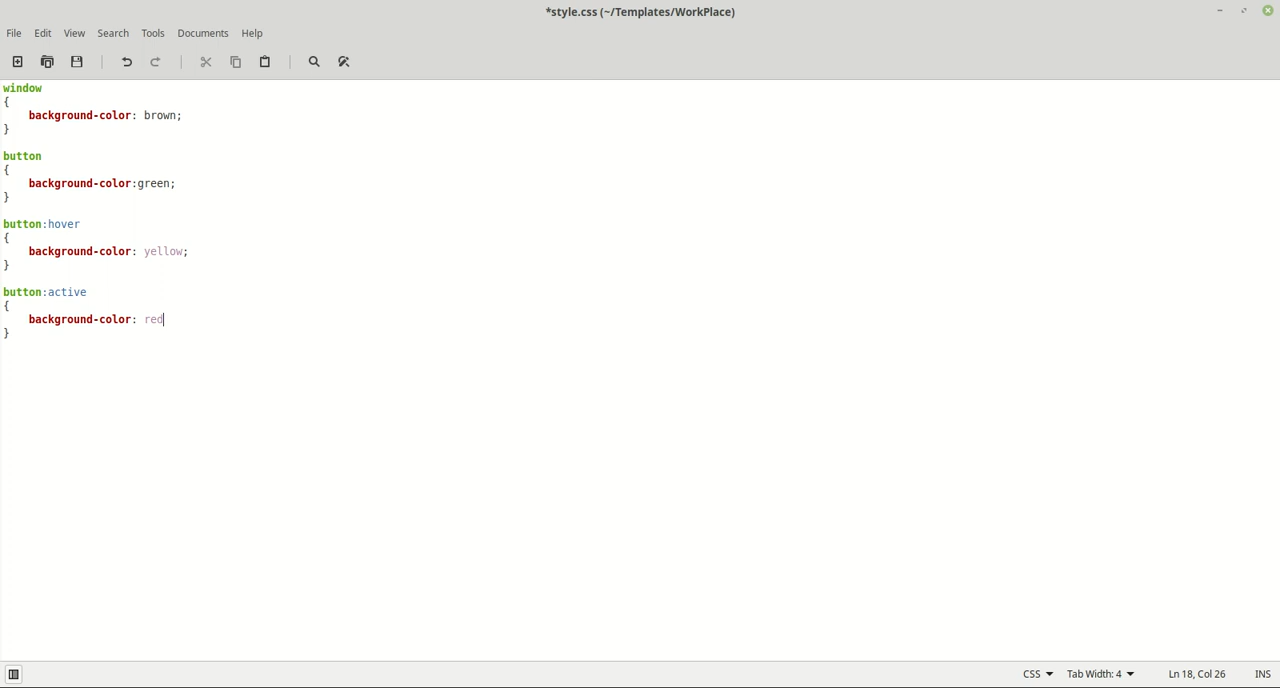 *style.css (~/Templates/WorkPlace)
File Edit View Search Tools Documents Help
window
{
    background-color: brown;
}
button
{
    background-color:green;
}
button:hover
{
    background-color: yellow;
}
button:active
{
    background-color: red
}
CSS Tab Width: 4 Ln 18, Col 26 INS